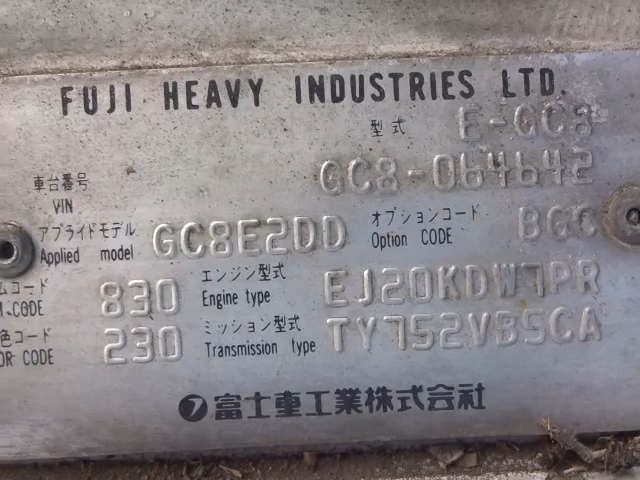 FUJI HEAVY INDUSTRIES LTD.
型式 E-GC8
車台番号 GC8-064642
VIN
アプライドモデル GC8E2DD オプションコード BGC
Applied model Option CODE
ムコード 830 エンジン型式 EJ20KDW7PR
M.CODE Engine type
色コード 230 ミッション型式 TY752VB5CA
OR CODE Transmission type
富士重工業株式会社